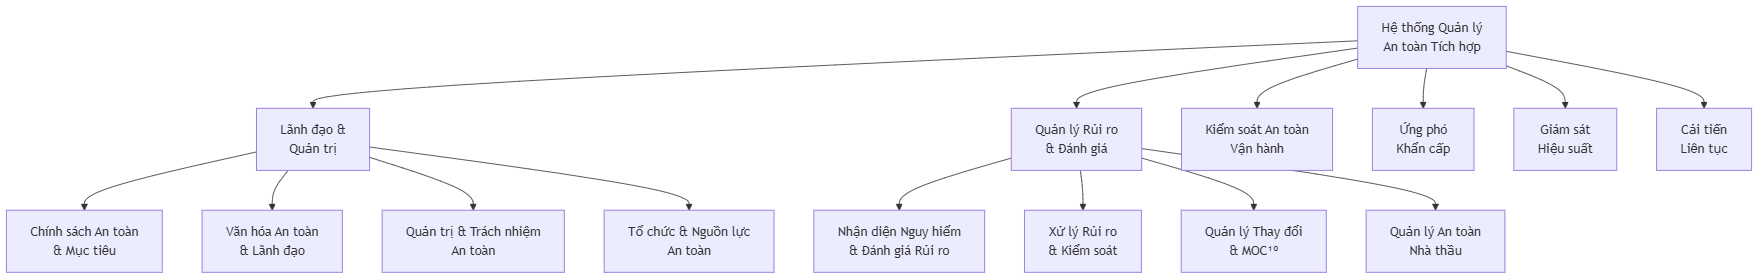 Hệ thống Quản lý
An toàn Tích hợp
Lãnh đạo &
Quản trị
Quản lý Rủi ro
& Đánh giá
Kiểm soát An toàn
Vận hành
Ứng phó
Khẩn cấp
Giám sát
Hiệu suất
Cải tiến
Liên tục
Chính sách An toàn
& Mục tiêu
Văn hóa An toàn
& Lãnh đạo
Quản trị & Trách nhiệm
An toàn
Tổ chức & Nguồn lực
An toàn
Nhận diện Nguy hiểm
& Đánh giá Rủi ro
Xử lý Rủi ro
& Kiểm soát
Quản lý Thay đổi
& MOC¹⁰
Quản lý An toàn
Nhà thầu